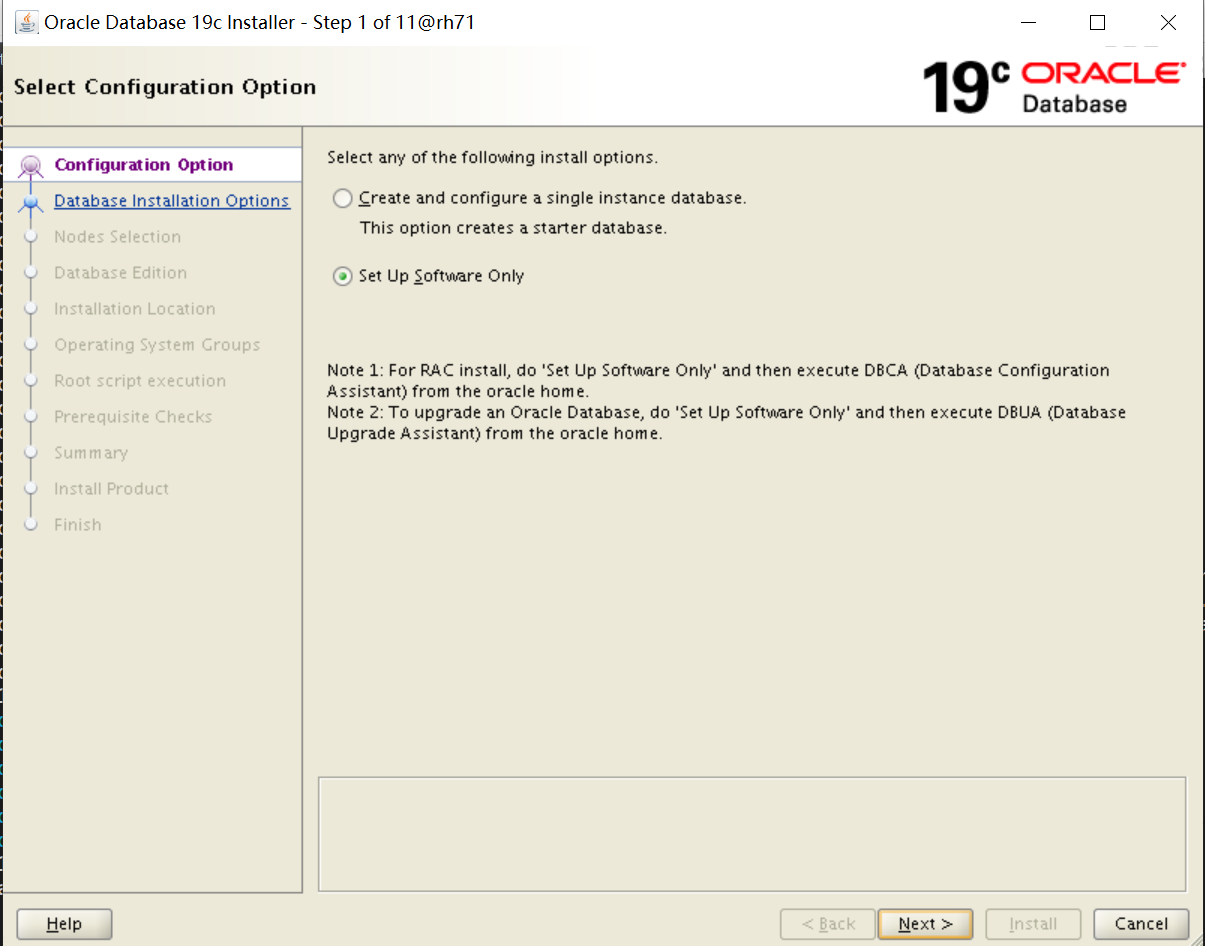 Oracle Database 19c Installer - Step 1 of 11@rh71
Select Configuration Option
19c ORACLE
Database
Configuration Option
Database Installation Options
Nodes Selection
Database Edition
Installation Location
Operating System Groups
Root script execution
Prerequisite Checks
Summary
Install Product
Finish
Select any of the following install options.
Create and configure a single instance database.
This option creates a starter database.
Set Up Software Only
Note 1: For RAC install, do 'Set Up Software Only' and then execute DBCA (Database Configuration
Assistant) from the oracle home.
Note 2: To upgrade an Oracle Database, do 'Set Up Software Only' and then execute DBUA (Database
Upgrade Assistant) from the oracle home.
Help
< Back
Next >
Install
Cancel